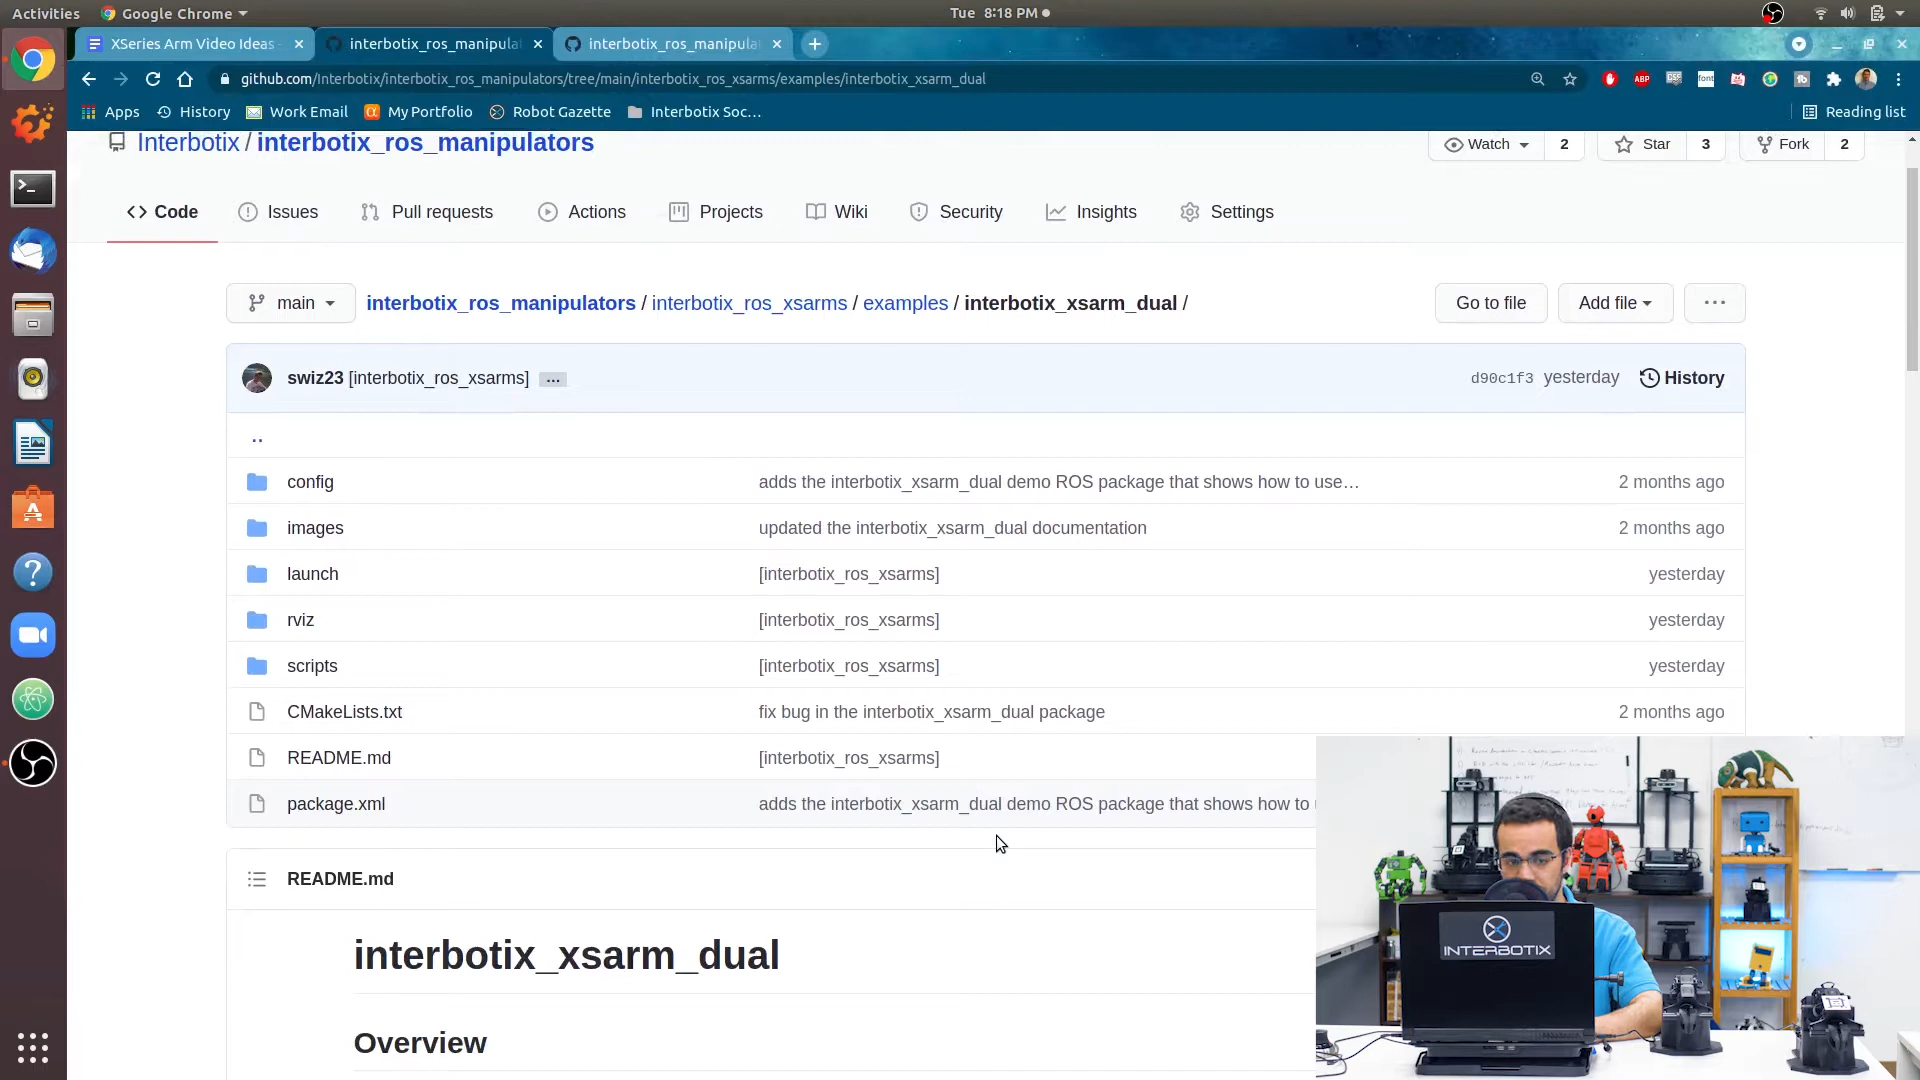 Activities
Google Chrome
Tue 8:18 PM
XSeries Arm Video Ideas
interbotix_ros_manipula
interbotix_ros_manipula
github.com/Interbotix/interbotix_ros_manipulators/tree/main/interbotix_ros_xsarms/examples/interbotix_xsarm_dual
Apps
History
Work Email
My Portfolio
Robot Gazette
Interbotix Soc…
Reading list
Interbotix / interbotix_ros_manipulators
Watch 2
Star 3
Fork 2
Code
Issues
Pull requests
Actions
Projects
Wiki
Security
Insights
Settings
main
interbotix_ros_manipulators / interbotix_ros_xsarms / examples / interbotix_xsarm_dual /
Go to file
Add file
...
swiz23 [interbotix_ros_xsarms] ...
d90c1f3 yesterday
History
..
config adds the interbotix_xsarm_dual demo ROS package that shows how to use… 2 months ago
images updated the interbotix_xsarm_dual documentation 2 months ago
launch [interbotix_ros_xsarms] yesterday
rviz [interbotix_ros_xsarms] yesterday
scripts [interbotix_ros_xsarms] yesterday
CMakeLists.txt fix bug in the interbotix_xsarm_dual package 2 months ago
README.md [interbotix_ros_xsarms]
package.xml adds the interbotix_xsarm_dual demo ROS package that shows how to
README.md
interbotix_xsarm_dual
Overview
INTERBOTIX